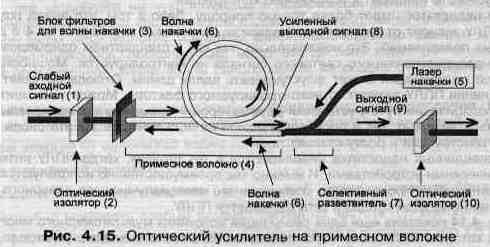 Блок фильтров
для волны накачки (3)
Волна
накачки (6)
Усиленный
выходной сигнал (8)
Слабый
входной
сигнал (1)
Лазер
накачки (5)
Выходной
сигнал (9)
Примесное волокно (4)
Оптический
изолятор (2)
Волна
накачки (6)
Селективный
разветвитель (7)
Оптический
изолятор (10)
Рис. 4.15. Оптический усилитель на примесном волокне